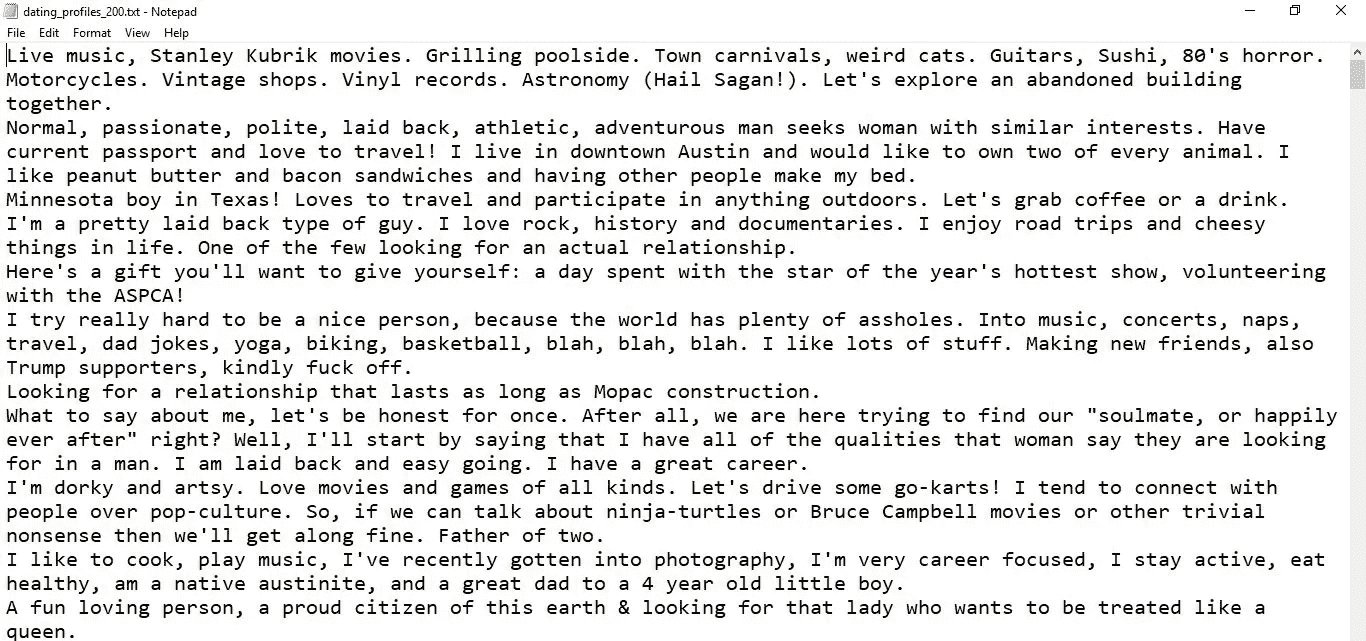 dating_profiles_200.txt - Notepad
File Edit Format View Help
Live music, Stanley Kubrik movies. Grilling poolside. Town carnivals, weird cats. Guitars, Sushi, 80's horror.
Motorcycles. Vintage shops. Vinyl records. Astronomy (Hail Sagan!). Let's explore an abandoned building
together.
Normal, passionate, polite, laid back, athletic, adventurous man seeks woman with similar interests. Have
current passport and love to travel! I live in downtown Austin and would like to own two of every animal. I
like peanut butter and bacon sandwiches and having other people make my bed.
Minnesota boy in Texas! Loves to travel and participate in anything outdoors. Let's grab coffee or a drink.
I'm a pretty laid back type of guy. I love rock, history and documentaries. I enjoy road trips and cheesy
things in life. One of the few looking for an actual relationship.
Here's a gift you'll want to give yourself: a day spent with the star of the year's hottest show, volunteering
with the ASPCA!
I try really hard to be a nice person, because the world has plenty of assholes. Into music, concerts, naps,
travel, dad jokes, yoga, biking, basketball, blah, blah, blah. I like lots of stuff. Making new friends, also
Trump supporters, kindly fuck off.
Looking for a relationship that lasts as long as Mopac construction.
What to say about me, let's be honest for once. After all, we are here trying to find our "soulmate, or happily
ever after" right? Well, I'll start by saying that I have all of the qualities that woman say they are looking
for in a man. I am laid back and easy going. I have a great career.
I'm dorky and artsy. Love movies and games of all kinds. Let's drive some go-karts! I tend to connect with
people over pop-culture. So, if we can talk about ninja-turtles or Bruce Campbell movies or other trivial
nonsense then we'll get along fine. Father of two.
I like to cook, play music, I've recently gotten into photography, I'm very career focused, I stay active, eat
healthy, am a native austinite, and a great dad to a 4 year old little boy.
A fun loving person, a proud citizen of this earth & looking for that lady who wants to be treated like a
queen.